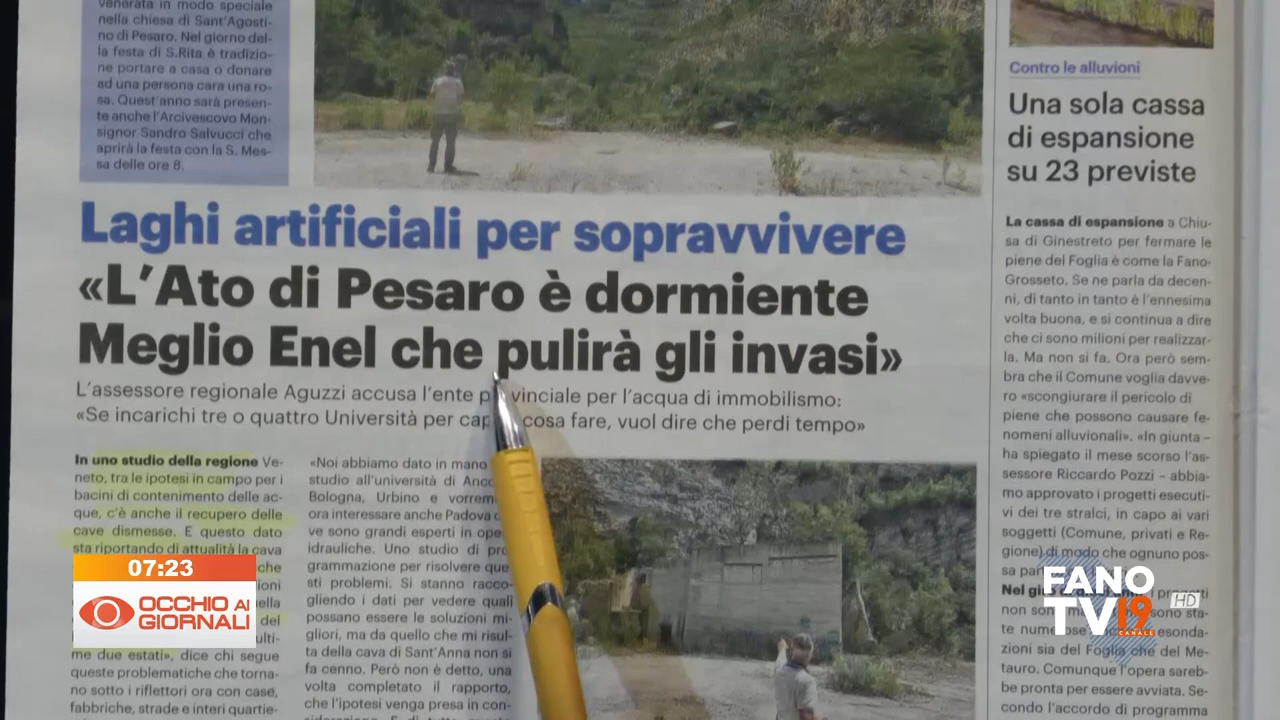 venerata in modo speciale
nella chiesa di Sant'Agosti-
no di Pesaro. Nel giorno del-
la festa di S.Rita è tradizio-
ne portare a casa o donare
ad una persona cara una ro-
sa. Quest'anno sarà presen-
te anche l'Arcivescovo Mon-
signor Sandro Salvucci che
aprirà la festa con la S. Mes-
sa delle ore 8.
Laghi artificiali per sopravvivere
«L'Ato di Pesaro è dormiente
Meglio Enel che pulirà gli invasi»
L'assessore regionale Aguzzi accusa l'ente vinciale per l'acqua di immobilismo:
«Se incarichi tre o quattro Università per cap cosa fare, vuol dire che perdi tempo»
In uno studio della regione Ve-
neto, tra le ipotesi in campo per i
bacini di contenimento delle ac-
que, c'è anche il recupero delle
cave dismesse. E questo dato
sta riportando di attualità la cava
che
ioni
uella
del
ulti-
me due estati», dice chi segue
queste problematiche che torna-
no sotto i riflettori ora con case,
fabbriche, strade e interi quartie-
«Noi abbiamo dato in mano
studio all'università di Anco
Bologna, Urbino e vorrem
ora interessare anche Padova
ve sono grandi esperti in ope
idrauliche. Uno studio di pro
grammazione per risolvere que
sti problemi. Si stanno racco-
gliendo i dati per vedere quali
possano essere le soluzioni mi-
gliori, ma da quello che mi risul-
ta della cava di Sant'Anna non si
fa cenno. Però non è detto, una
volta completato il rapporto,
che l'ipotesi venga presa in con-
Contro le alluvioni
Una sola cassa
di espansione
su 23 previste
La cassa di espansione a Chiu-
sa di Ginestreto per fermare le
piene del Foglia è come la Fano-
Grosseto. Se ne parla da decen-
ni, di tanto in tanto è l'ennesima
volta buona, e si continua a dire
che ci sono milioni per realizzar-
la. Ma non si fa. Ora però sem-
bra che il Comune voglia davve-
ro «scongiurare il pericolo di
piene che possono causare fe-
nomeni alluvionali». «In giunta –
ha spiegato il mese scorso l'as-
sessore Riccardo Pozzi – abbia-
mo approvato i progetti esecuti-
vi dei tre stralci, in capo ai vari
soggetti (Comune, privati e Re-
gione) di modo che ognuno pos-
sa
Nel
non sono sta-
te esonda-
zioni sia del Foglia che del Me-
tauro. Comunque l'opera sareb-
be pronta per essere avviata. Se-
condo l'accordo di programma
07:23
OCCHIO AI
GIORNALI
FANO
TV 19
CANALE
HD